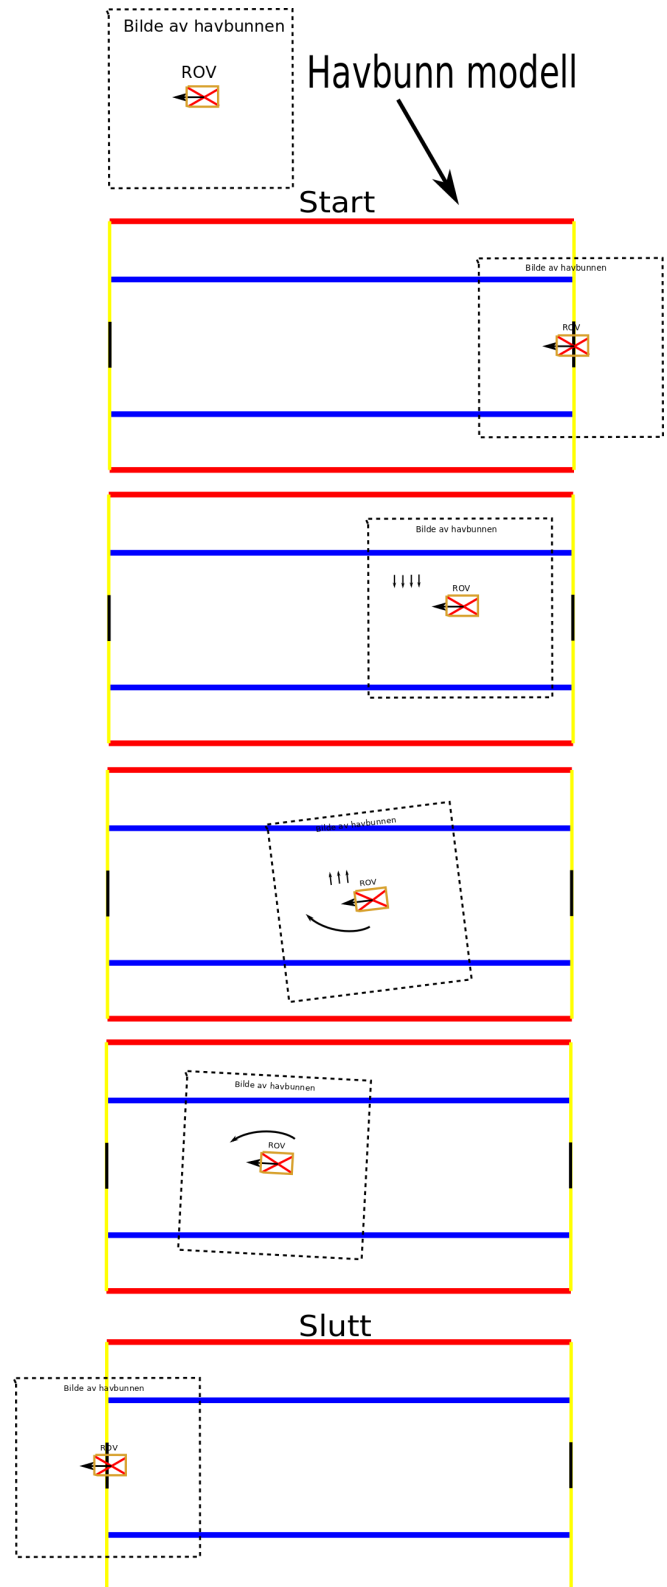 Bilde av havbunnen
ROV
Havbunn modell
Start
Bilde av havbunnen
ROV
Bilde av havbunnen
ROV
Bilde av havbunnen
ROV
Bilde av havbunnen
ROV
Slutt
Bilde av havbunnen
ROV